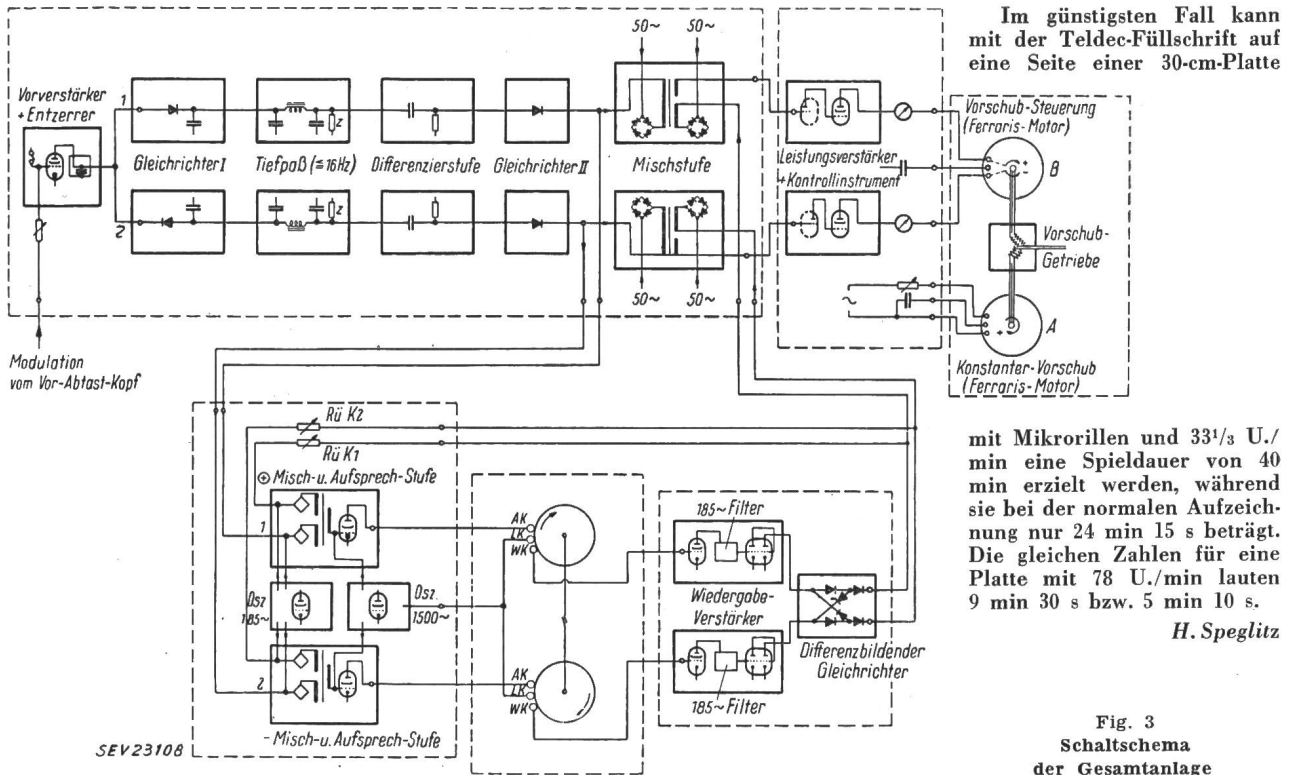 Im günstigsten Fall kann
mit der Teldec-Füllschrift auf
eine Seite einer 30-cm-Platte
50~ 50~
Vorverstärker
+ Entzerrer
1
Gleichrichter I
Tiefpaß (≦ 16Hz)
Z
Differenzierstufe
Gleichrichter II
Mischstufe
Leistungsverstärker
+ Kontrollinstrument
Vorschub-Steuerung
(Ferraris-Motor)
B
2
Z
50~ 50~
Vorschub-
Getriebe
~
A
Konstanter-Vorschub
(Ferraris-Motor)
Modulation
vom Vor-Abtast-Kopf
Rü K2
Rü K1
⊕ Misch-u. Aufsprech-Stufe
1
Dsz
185~
Dsz.
1500~
2
- Misch-u. Aufsprech-Stufe
AK
LK
WK
AK
LK
WK
185~ Filter
Wiedergabe-
Verstärker
185~ Filter
Differenzbildender
Gleichrichter
SEV23108
mit Mikrorillen und 33¹/₃ U./
min eine Spieldauer von 40
min erzielt werden, während
sie bei der normalen Aufzeich-
nung nur 24 min 15 s beträgt.
Die gleichen Zahlen für eine
Platte mit 78 U./min lauten
9 min 30 s bzw. 5 min 10 s.
H. Speglitz
Fig. 3
Schaltschema
der Gesamtanlage